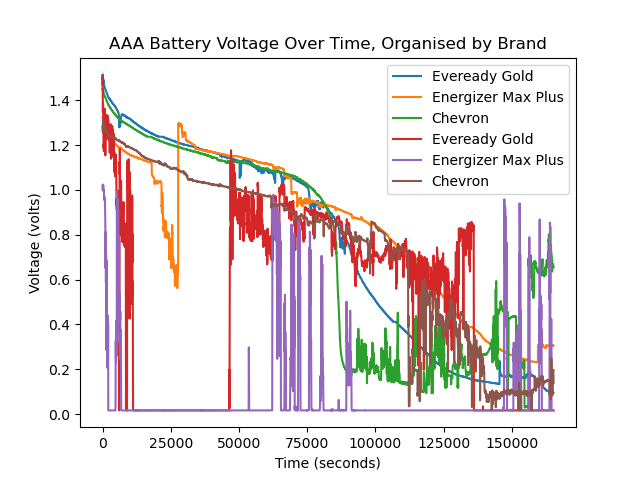 AAA Battery Voltage Over Time, Organised by Brand
Eveready Gold
Energizer Max Plus
Chevron
Eveready Gold
Energizer Max Plus
Chevron
Voltage (volts)
1.4
1.2
1.0
0.8
0.6
0.4
0.2
0.0
0 25000 50000 75000 100000 125000 150000
Time (seconds)